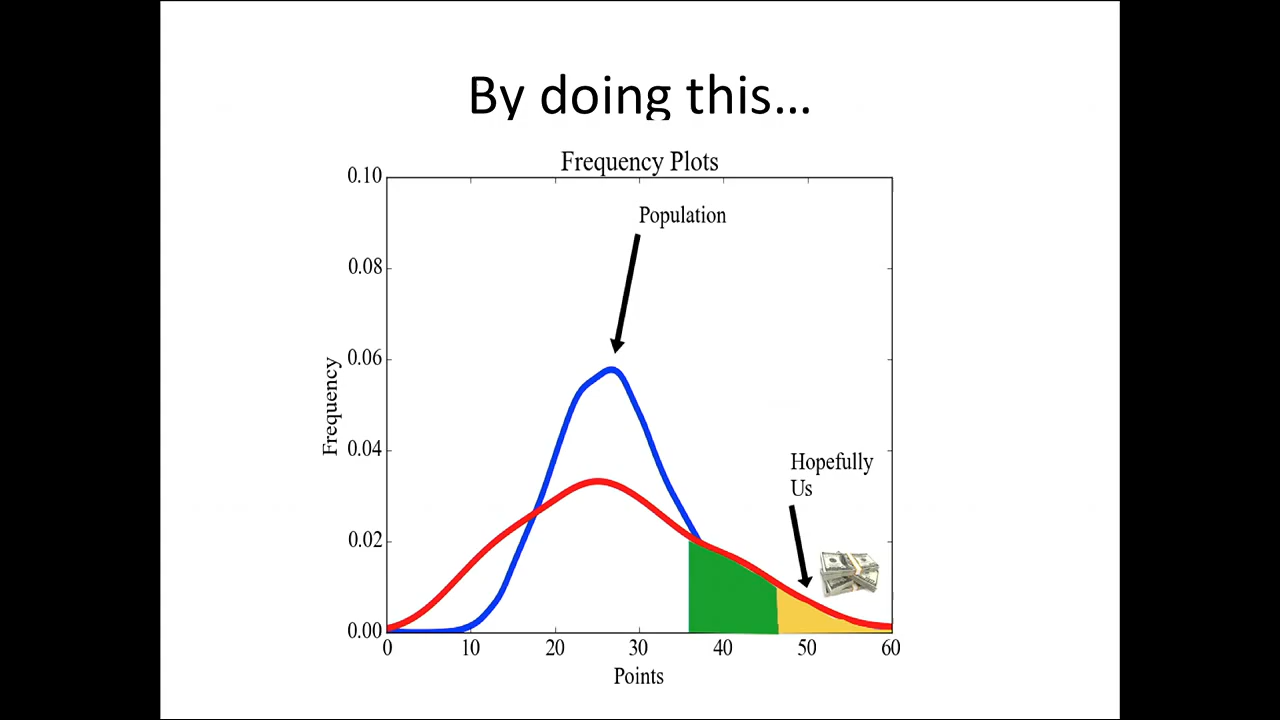 By doing this...
Frequency Plots
0.10
Population
0.08
0.06
Frequency
0.04
Hopefully
Us
0.02
0.00
0 10 20 30 40 50 60
Points